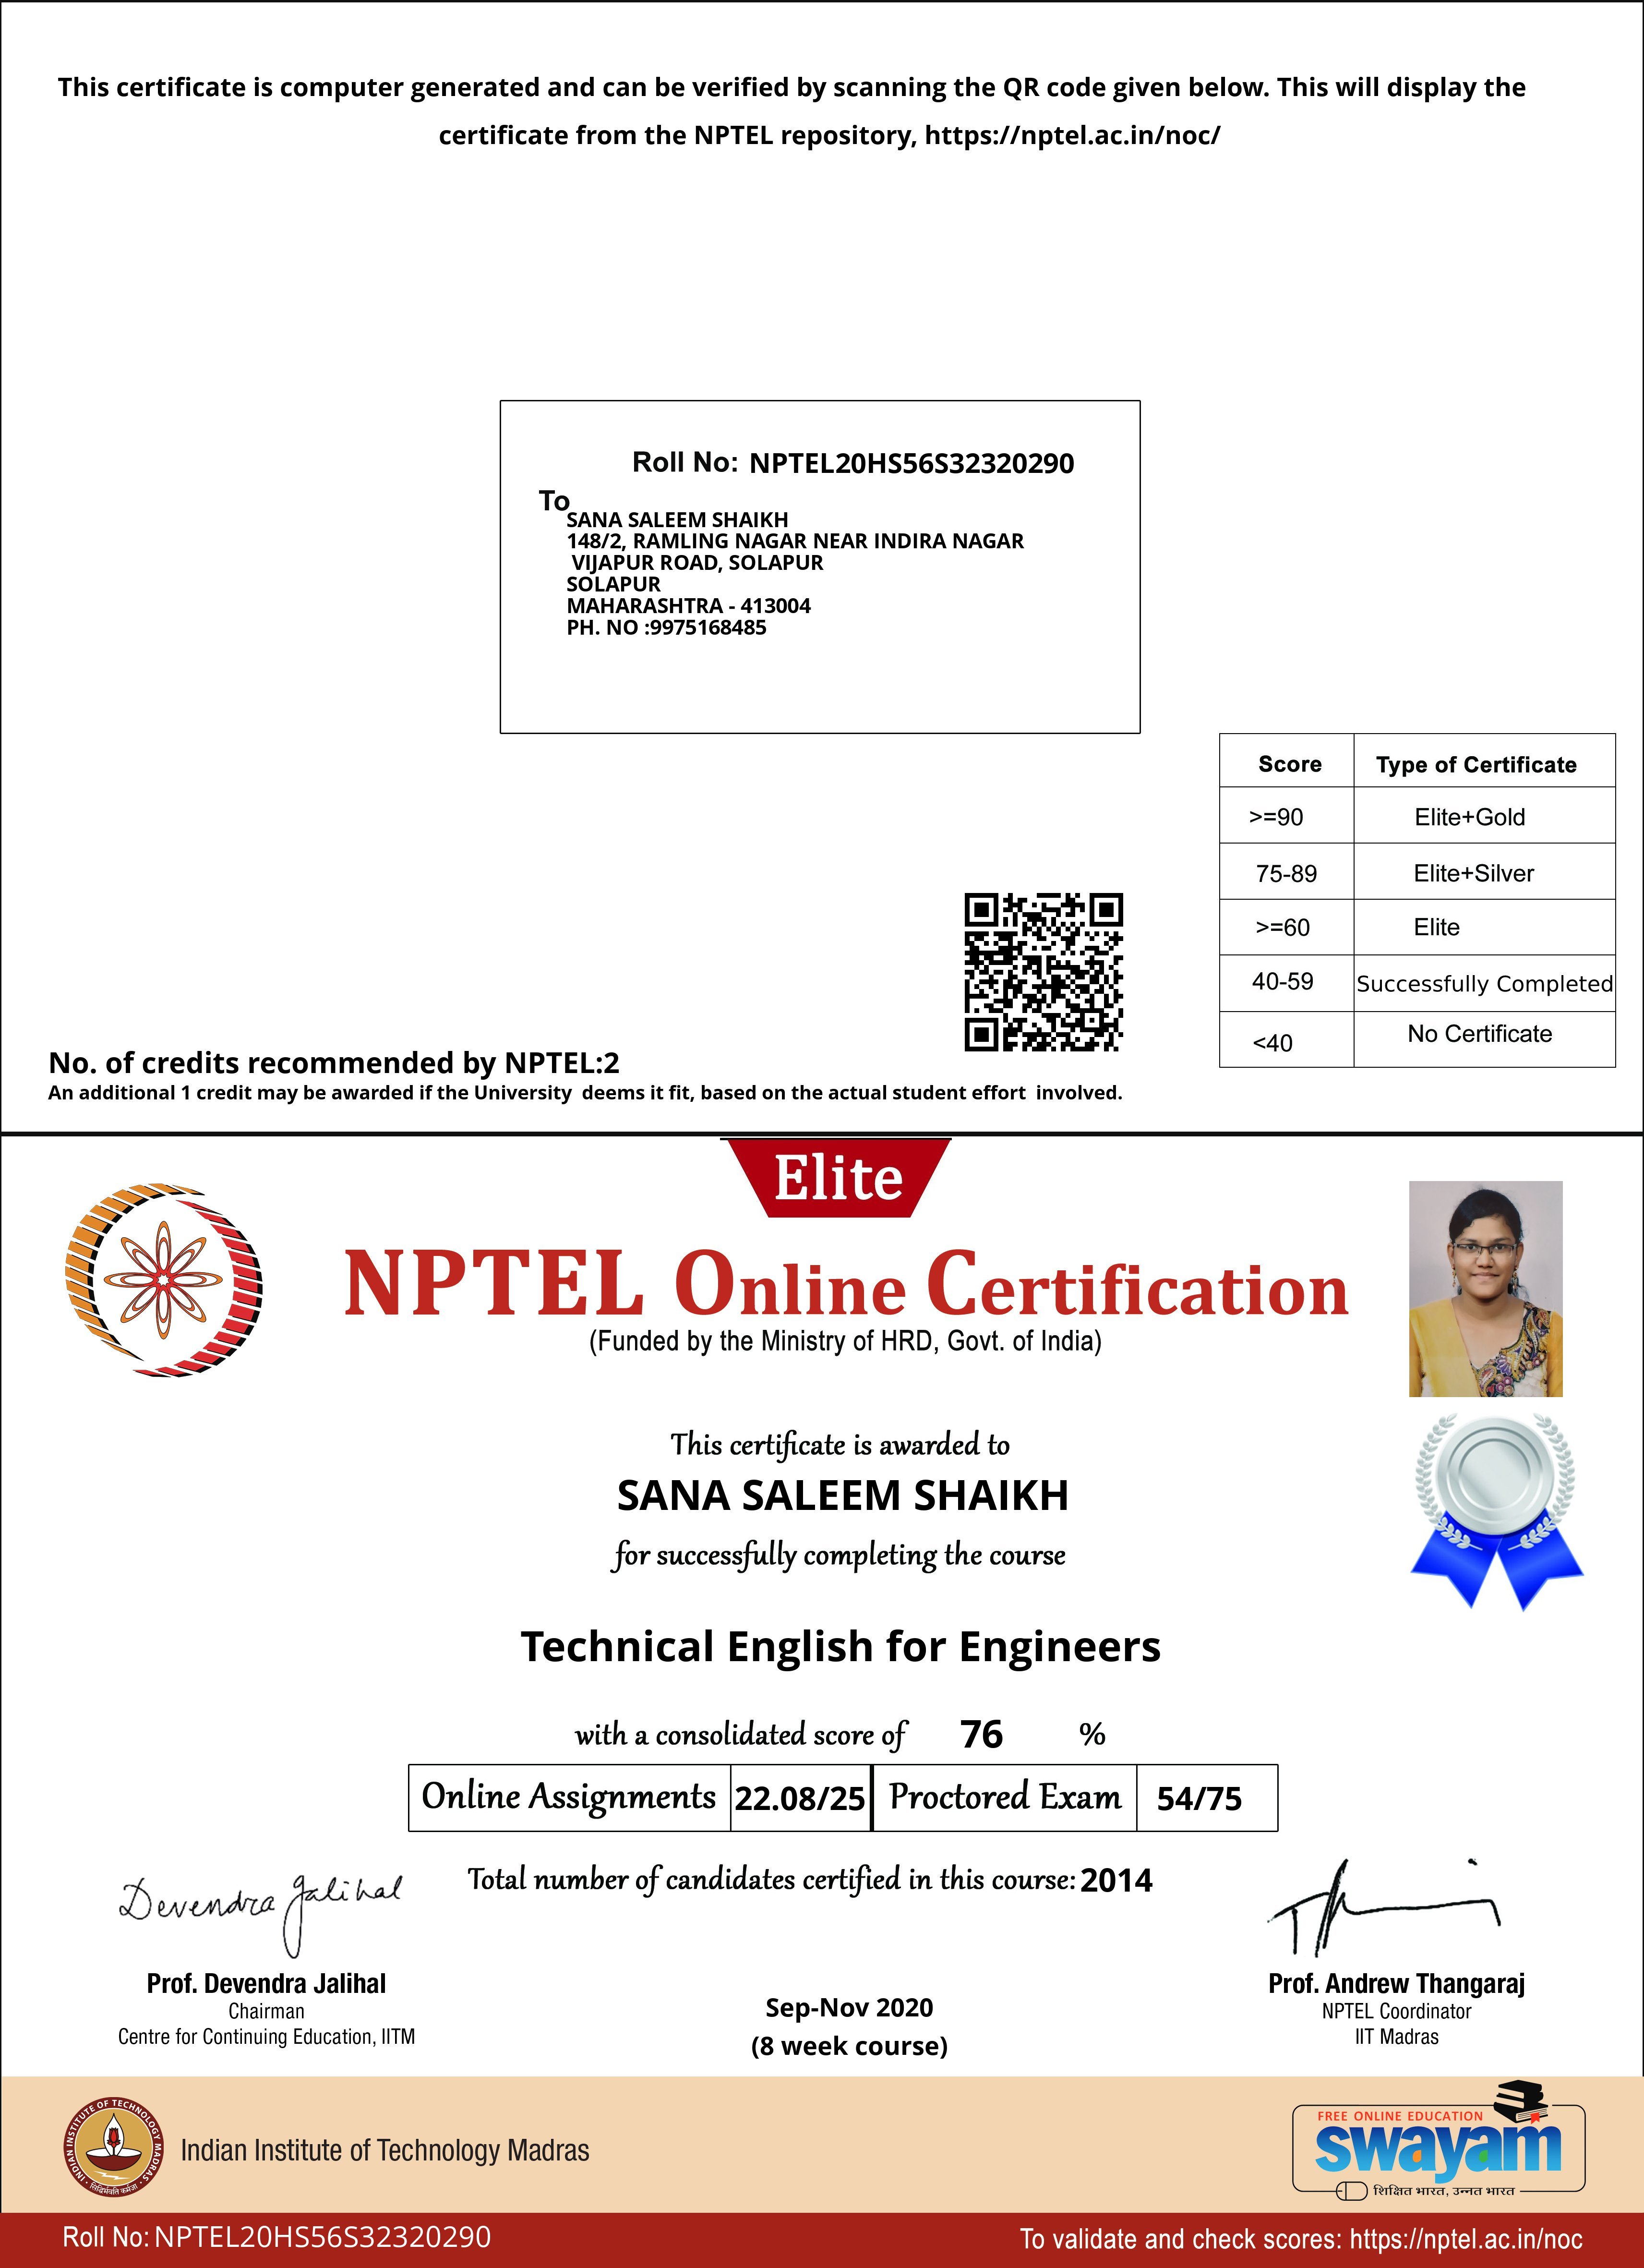 This certificate is computer generated and can be verified by scanning the QR code given below. This will display the
certificate from the NPTEL repository, https://nptel.ac.in/noc/
Roll No: NPTEL20HS56S32320290
To
SANA SALEEM SHAIKH
148/2, RAMLING NAGAR NEAR INDIRA NAGAR
VIJAPUR ROAD, SOLAPUR
SOLAPUR
MAHARASHTRA - 413004
PH. NO :9975168485
Score Type of Certificate
>=90 Elite+Gold
75-89 Elite+Silver
>=60 Elite
40-59 Successfully Completed
<40 No Certificate
No. of credits recommended by NPTEL:2
An additional 1 credit may be awarded if the University deems it fit, based on the actual student effort involved.
Elite
NPTEL Online Certification
(Funded by the Ministry of HRD, Govt. of India)
This certificate is awarded to
SANA SALEEM SHAIKH
for successfully completing the course
Technical English for Engineers
with a consolidated score of 76 %
Online Assignments 22.08/25 Proctored Exam 54/75
Total number of candidates certified in this course: 2014
Devendra Jalihal
Prof. Devendra Jalihal
Chairman
Centre for Continuing Education, IITM
Sep-Nov 2020
(8 week course)
Prof. Andrew Thangaraj
NPTEL Coordinator
IIT Madras
INDIAN INSTITUTE OF TECHNOLOGY MADRAS
सिद्धिर्भवति कर्मजा
Indian Institute of Technology Madras
FREE ONLINE EDUCATION
swayam
शिक्षित भारत, उन्नत भारत
Roll No: NPTEL20HS56S32320290
To validate and check scores: https://nptel.ac.in/noc